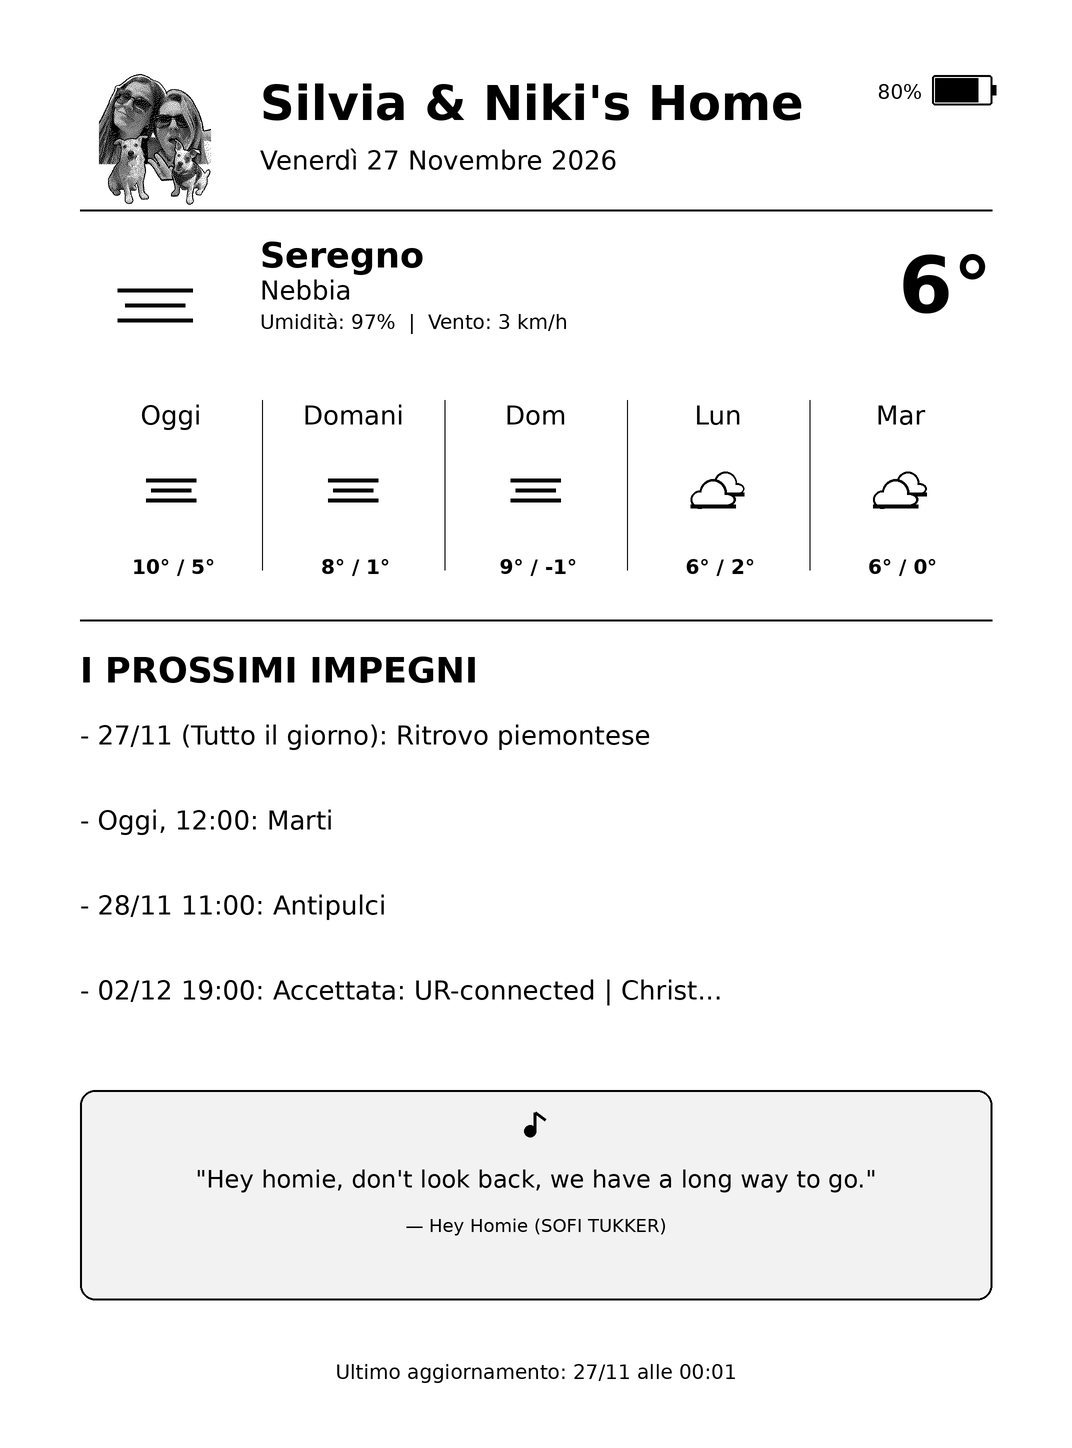 Silvia & Niki's Home
80%
Venerdì 27 Novembre 2026
Seregno
6°
Nebbia
Umidità: 97% | Vento: 3 km/h
Oggi Domani Dom Lun Mar
10° / 5° 8° / 1° 9° / -1° 6° / 2° 6° / 0°
I PROSSIMI IMPEGNI
- 27/11 (Tutto il giorno): Ritrovo piemontese
- Oggi, 12:00: Marti
- 28/11 11:00: Antipulci
- 02/12 19:00: Accettata: UR-connected | Christ...
"Hey homie, don't look back, we have a long way to go."
— Hey Homie (SOFI TUKKER)
Ultimo aggiornamento: 27/11 alle 00:01